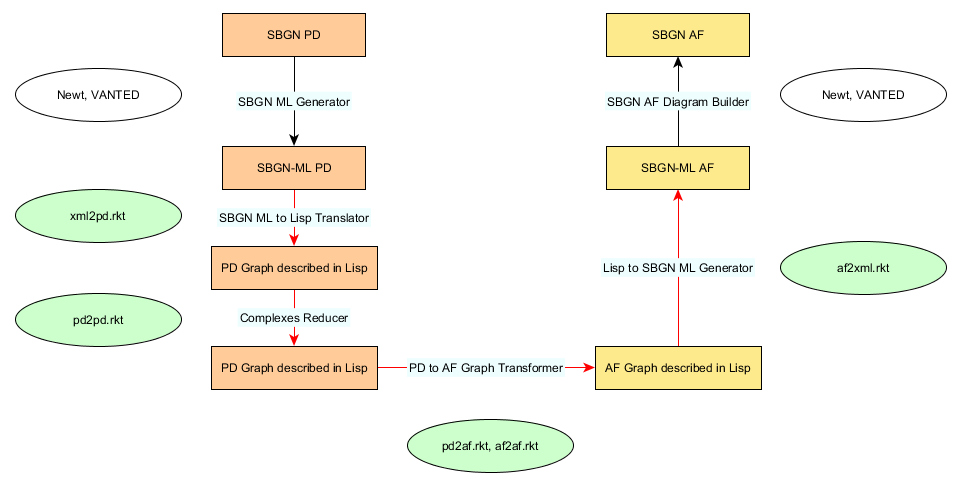 SBGN PD
SBGN AF
Newt, VANTED
SBGN ML Generator
SBGN AF Diagram Builder
Newt, VANTED
SBGN-ML PD
SBGN-ML AF
xml2pd.rkt
SBGN ML to Lisp Translator
PD Graph described in Lisp
Lisp to SBGN ML Generator
af2xml.rkt
pd2pd.rkt
Complexes Reducer
PD Graph described in Lisp
PD to AF Graph Transformer
AF Graph described in Lisp
pd2af.rkt, af2af.rkt